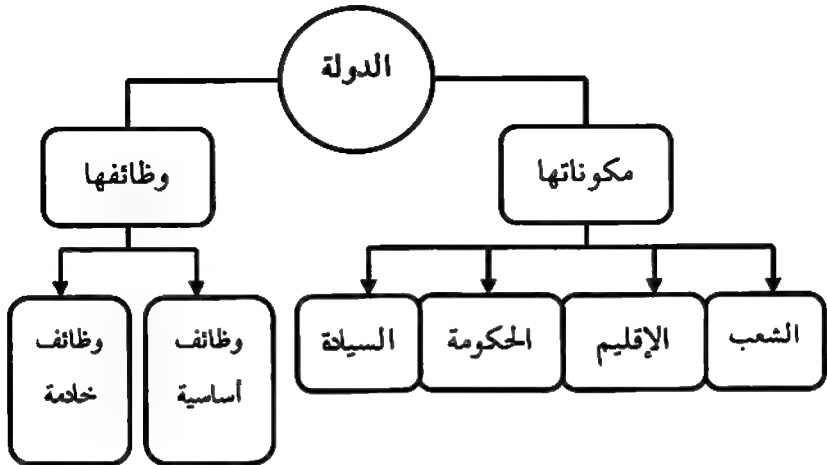 الدولة
مكوناتها
وظائفها
الشعب
الإقليم
الحكومة
السيادة
وظائف
أساسية
وظائف
خادمة